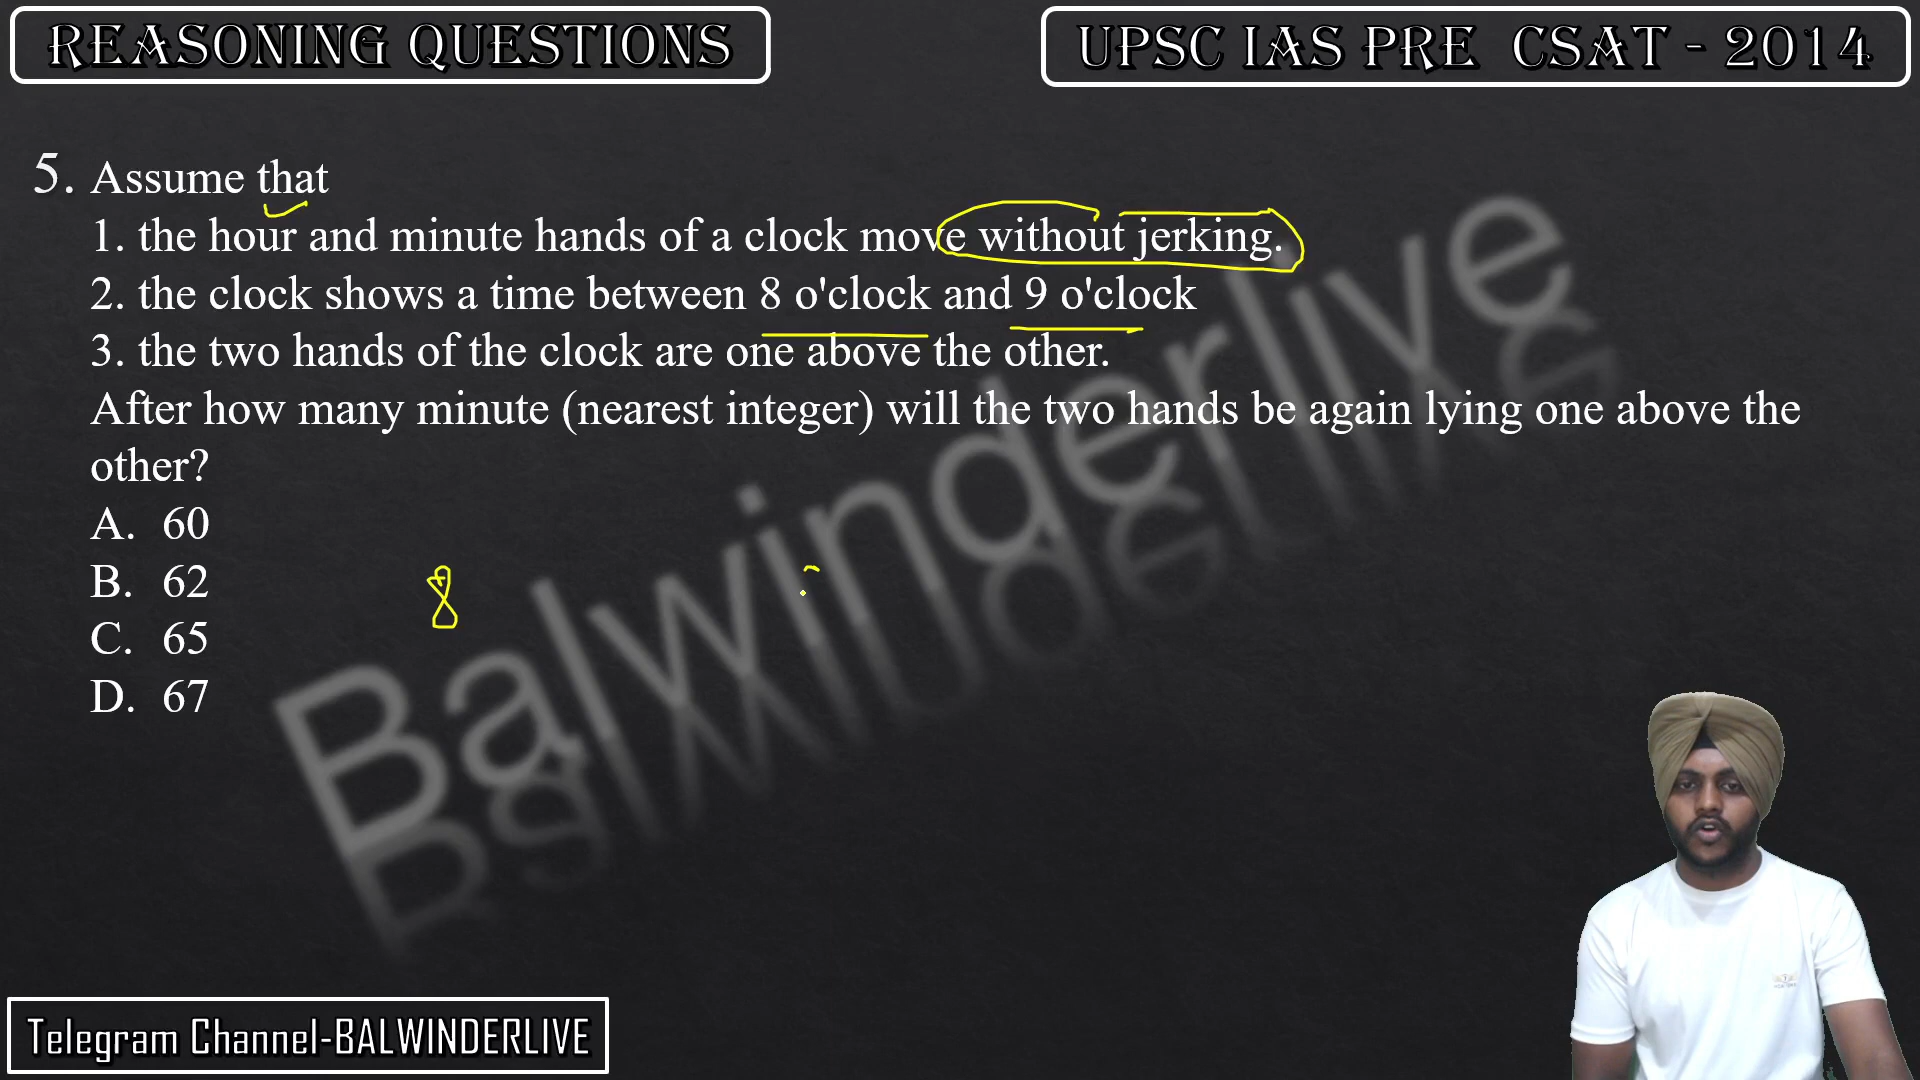 REASONING QUESTIONS
UPSC IAS PRE CSAT - 2014
5. Assume that
1. the hour and minute hands of a clock move without jerking.
2. the clock shows a time between 8 o'clock and 9 o'clock
3. the two hands of the clock are one above the other.
After how many minute (nearest integer) will the two hands be again lying one above the
other?
A. 60
B. 62
C. 65
D. 67
8
Balwinderlive
Telegram Channel-BALWINDERLIVE